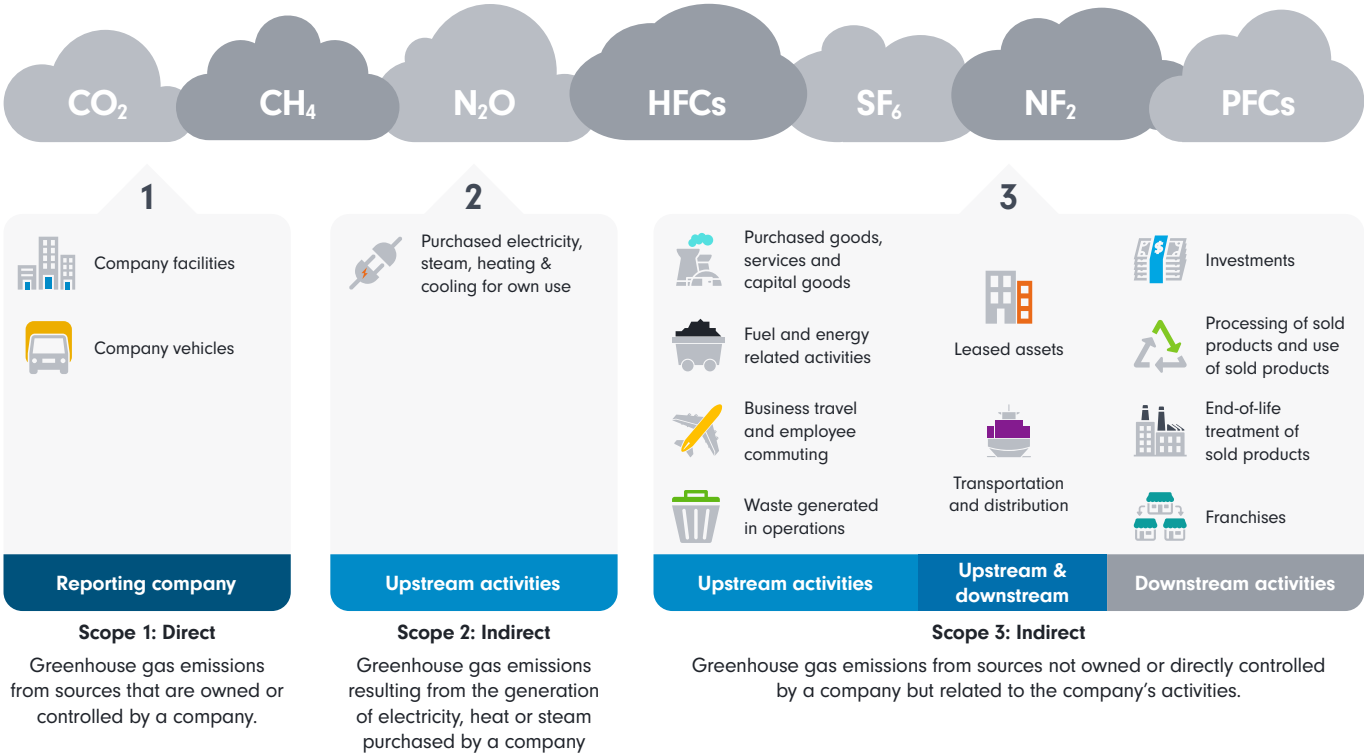 CO₂
CH₄
N₂O
HFCs
SF₆
NF₂
PFCs
1
Company facilities
Company vehicles
Reporting company
Scope 1: Direct
Greenhouse gas emissions
from sources that are owned or
controlled by a company.
2
Purchased electricity,
steam, heating &
cooling for own use
Upstream activities
Scope 2: Indirect
Greenhouse gas emissions
resulting from the generation
of electricity, heat or steam
purchased by a company
3
Purchased goods,
services and
capital goods
Fuel and energy
related activities
Business travel
and employee
commuting
Waste generated
in operations
Upstream activities
Leased assets
Transportation
and distribution
Upstream &
downstream
$
Investments
Processing of sold
products and use
of sold products
End-of-life
treatment of
sold products
Franchises
Downstream activities
Scope 3: Indirect
Greenhouse gas emissions from sources not owned or directly controlled
by a company but related to the company’s activities.